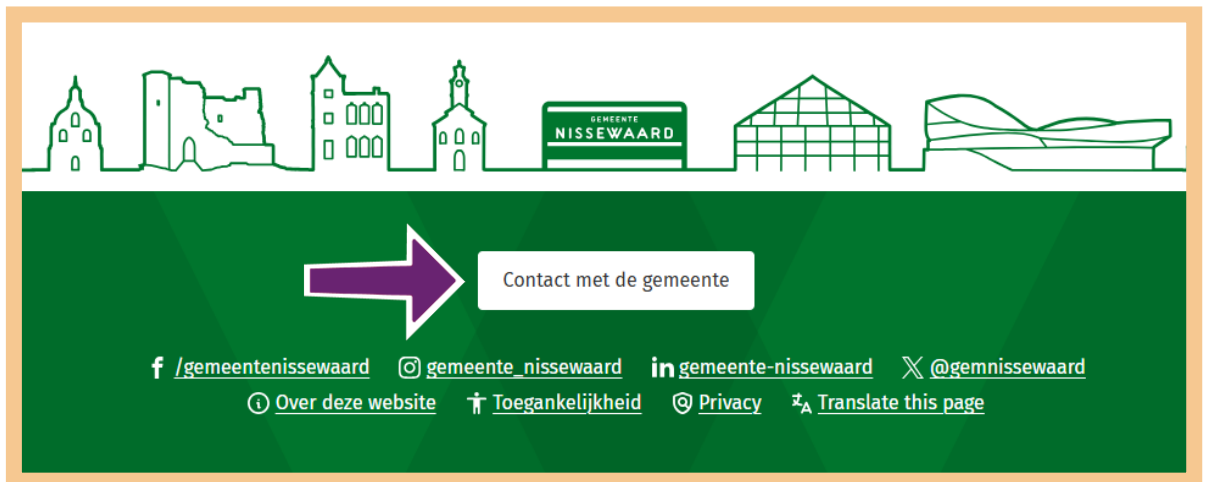 GEMEENTE
NISSEWAARD
Contact met de gemeente
/gemeentenissewaard gemeente_nissewaard in gemeente-nissewaard @gemnissewaard
Over deze website Toegankelijkheid Privacy Translate this page